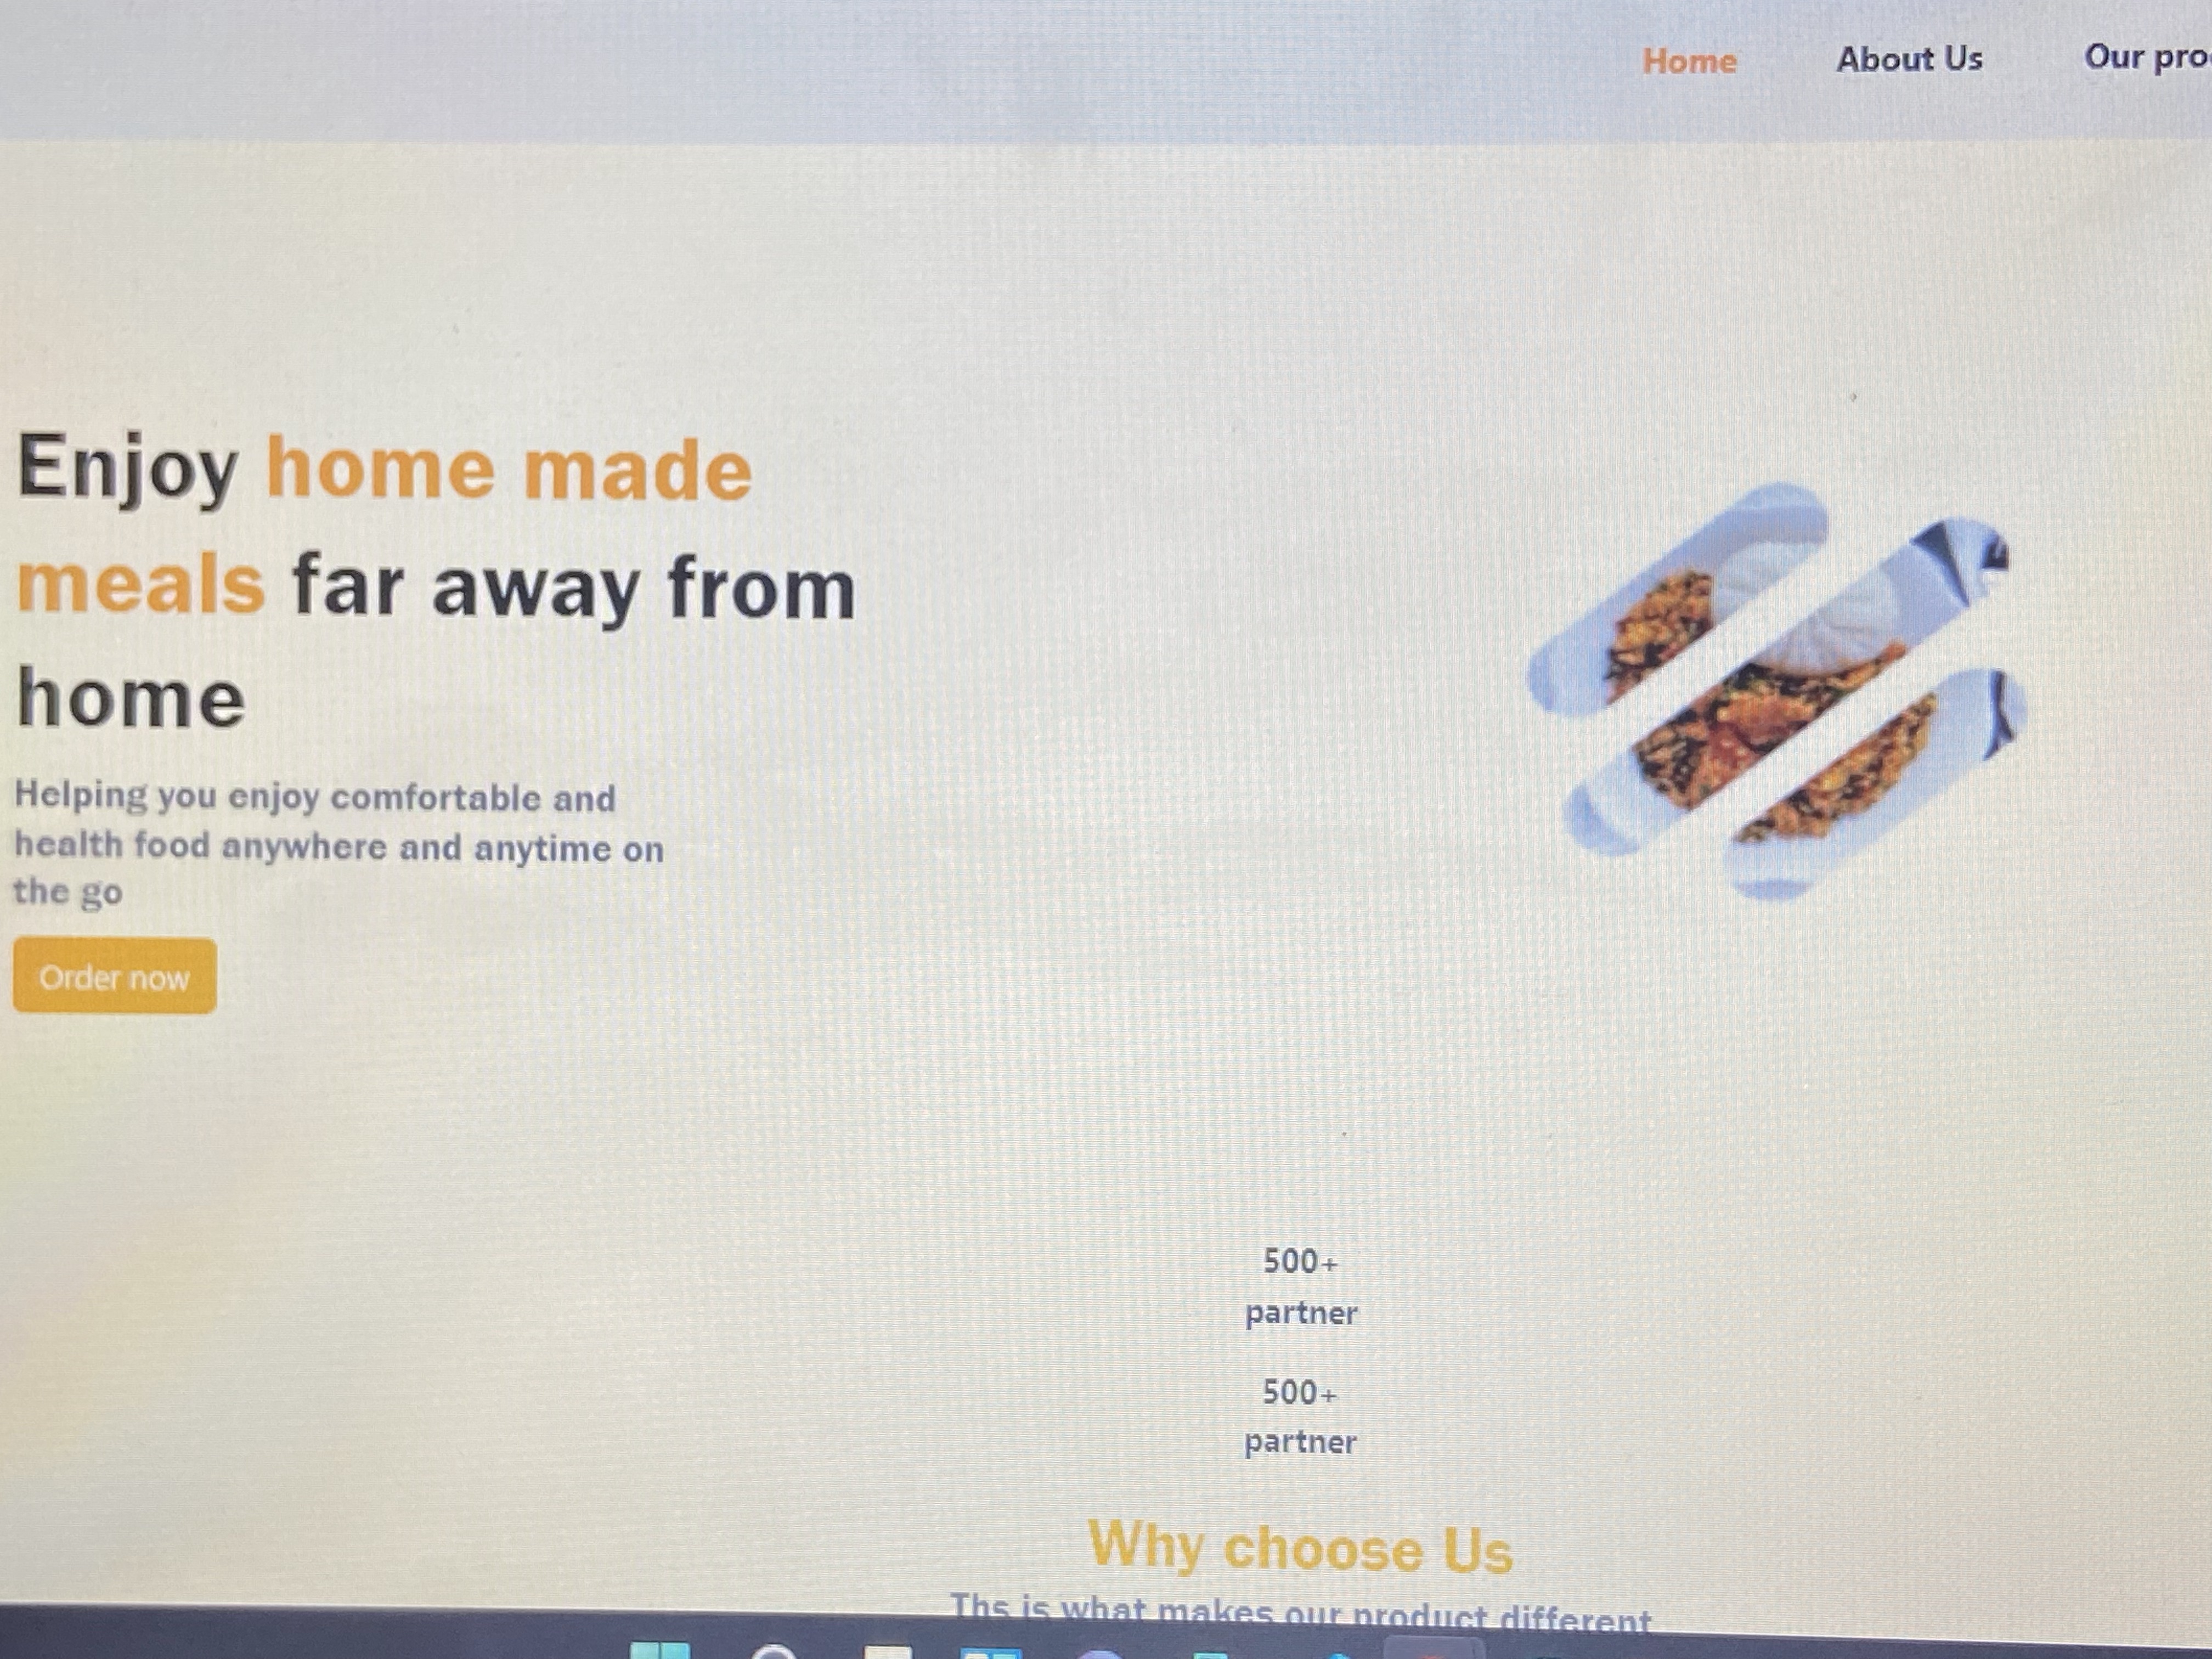 Home About Us Our pro
Enjoy home made
meals far away from
home
Helping you enjoy comfortable and
health food anywhere and anytime on
the go
Order now
500+
partner
500+
partner
Why choose Us
Ths is what makes our product different